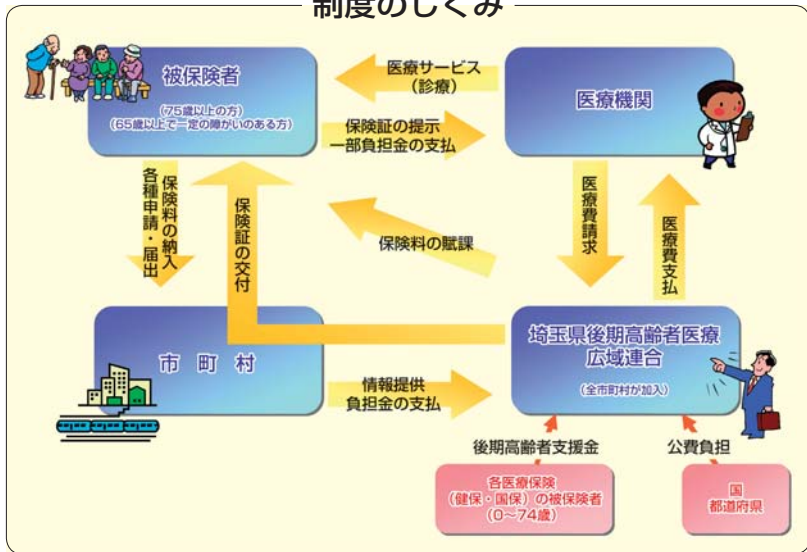 制度のしくみ
被保険者
(75歳以上の方)
(65歳以上で一定の障がいのある方)
医療サービス
(診療)
医療機関
保険証の提示
一部負担金の支払
保険料の納入
各種申請・届出
保険証の交付
保険料の賦課
医療費請求
医療費支払
市町村
情報提供
負担金の支払
埼玉県後期高齢者医療
広域連合
(全市町村が加入)
後期高齢者支援金
公費負担
各医療保険
(健保・国保)の被保険者
(0〜74歳)
国
都道府県